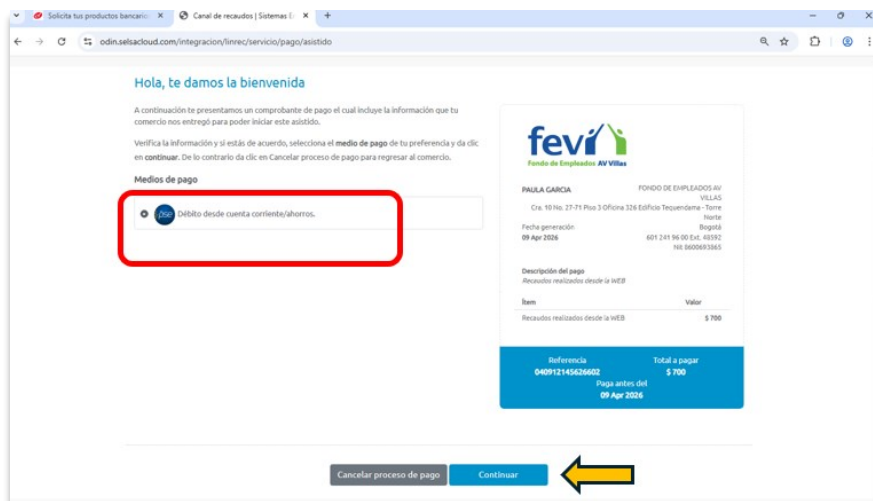 Solicita tus productos bancario
Canal de recaudos | Sistemas E
odin.selsacloud.com/integracion/linrec/servicio/pago/asistido
Hola, te damos la bienvenida
A continuación te presentamos un comprobante de pago el cual incluye la información que tu
comercio nos entregó para poder iniciar este asistido.
Verifica la información y si estás de acuerdo, selecciona el medio de pago de tu preferencia y da clic
en continuar. De lo contrario da clic en Cancelar proceso de pago para regresar al comercio.
Medios de pago
pse Débito desde cuenta corriente/ahorros.
fevi
Fondo de Empleados AV Villas
PAULA GARCIA
FONDO DE EMPLEADOS AV
VILLAS
Cra. 10 No. 27-71 Piso 3 Oficina 326 Edificio Tequendama - Torre
Norte
Fecha generación
Bogotá
09 Apr 2026
601 241 96 00 Ext. 48592
Nit 8600693865
Descripción del pago
Recaudos realizados desde la WEB
Ítem Valor
Recaudos realizados desde la WEB $ 700
Referencia Total a pagar
040912145626602 $ 700
Paga antes del
09 Apr 2026
Cancelar proceso de pago
Continuar